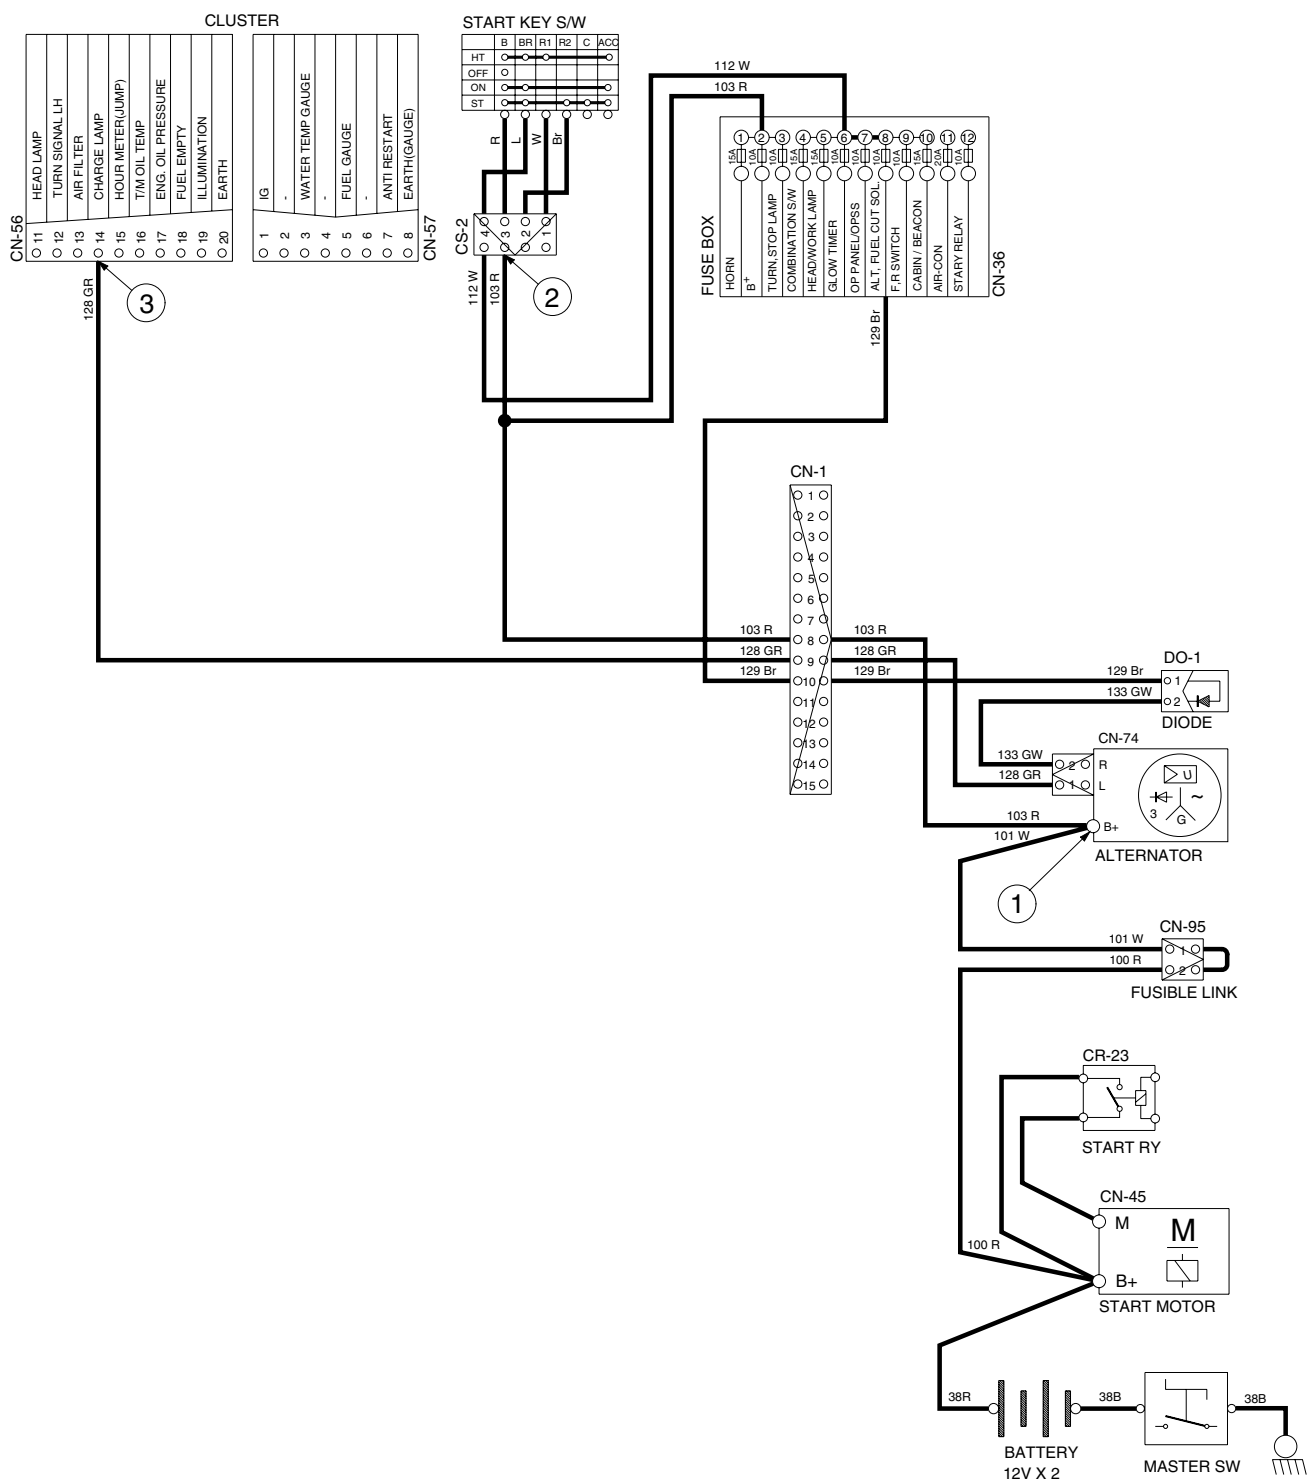 CLUSTER
START KEY S/W
B BR R1 R2 C ACC
HT
OFF
ON
ST
R
L
W
Br
112 W
103 R
CN-56
HEAD LAMP
TURN SIGNAL LH
AIR FILTER
CHARGE LAMP
HOUR METER(JUMP)
T/M OIL TEMP
ENG. OIL PRESSURE
FUEL EMPTY
ILLUMINATION
EARTH
11 12 13 14 15 16 17 18 19 20
IG
-
WATER TEMP GAUGE
-
FUEL GAUGE
-
ANTI RESTART
EARTH(GAUGE)
1 2 3 4 5 6 7 8
CN-57
CS-2
4 3 2 1
112 W
103 R
2
128 GR
3
FUSE BOX
1 2 3 4 5 6 7 8 9 10 11 12
15A 10A 10A 15A 15A 10A 10A 10A 10A 15A 20A 10A
HORN
B+
TURN,STOP LAMP
COMBINATION S/W
HEAD/WORK LAMP
GLOW TIMER
OP PANEL/OPSS
ALT, FUEL CUT SOL.
F.R SWITCH
CABIN / BEACON
AIR-CON
STARY RELAY
CN-36
129 Br
CN-1
1
2
3
4
5
6
7
103 R 8 103 R
128 GR 9 128 GR
129 Br 10 129 Br
11
12
13
14
15
DO-1
129 Br 1
133 GW 2
DIODE
CN-74
133 GW 2 R
128 GR 1 L
U
3 ~
G
103 R B+
101 W
ALTERNATOR
1
CN-95
101 W 1
100 R 2
FUSIBLE LINK
CR-23
START RY
CN-45
M M
100 R
B+
START MOTOR
38R 38B 38B
BATTERY
12V X 2
MASTER SW